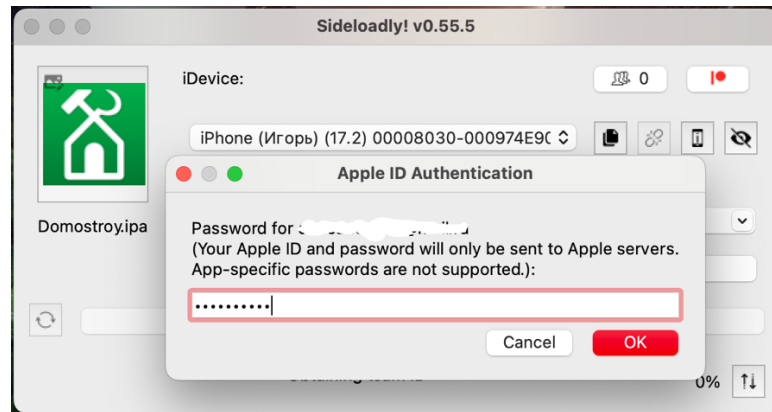 Sideloadly! v0.55.5
iDevice:
0
iPhone (Игорь) (17.2) 00008030-000974E90
Domostroy.ipa
Apple ID Authentication
Password for
(Your Apple ID and password will only be sent to Apple servers.
App-specific passwords are not supported.):
Cancel
OK
0%